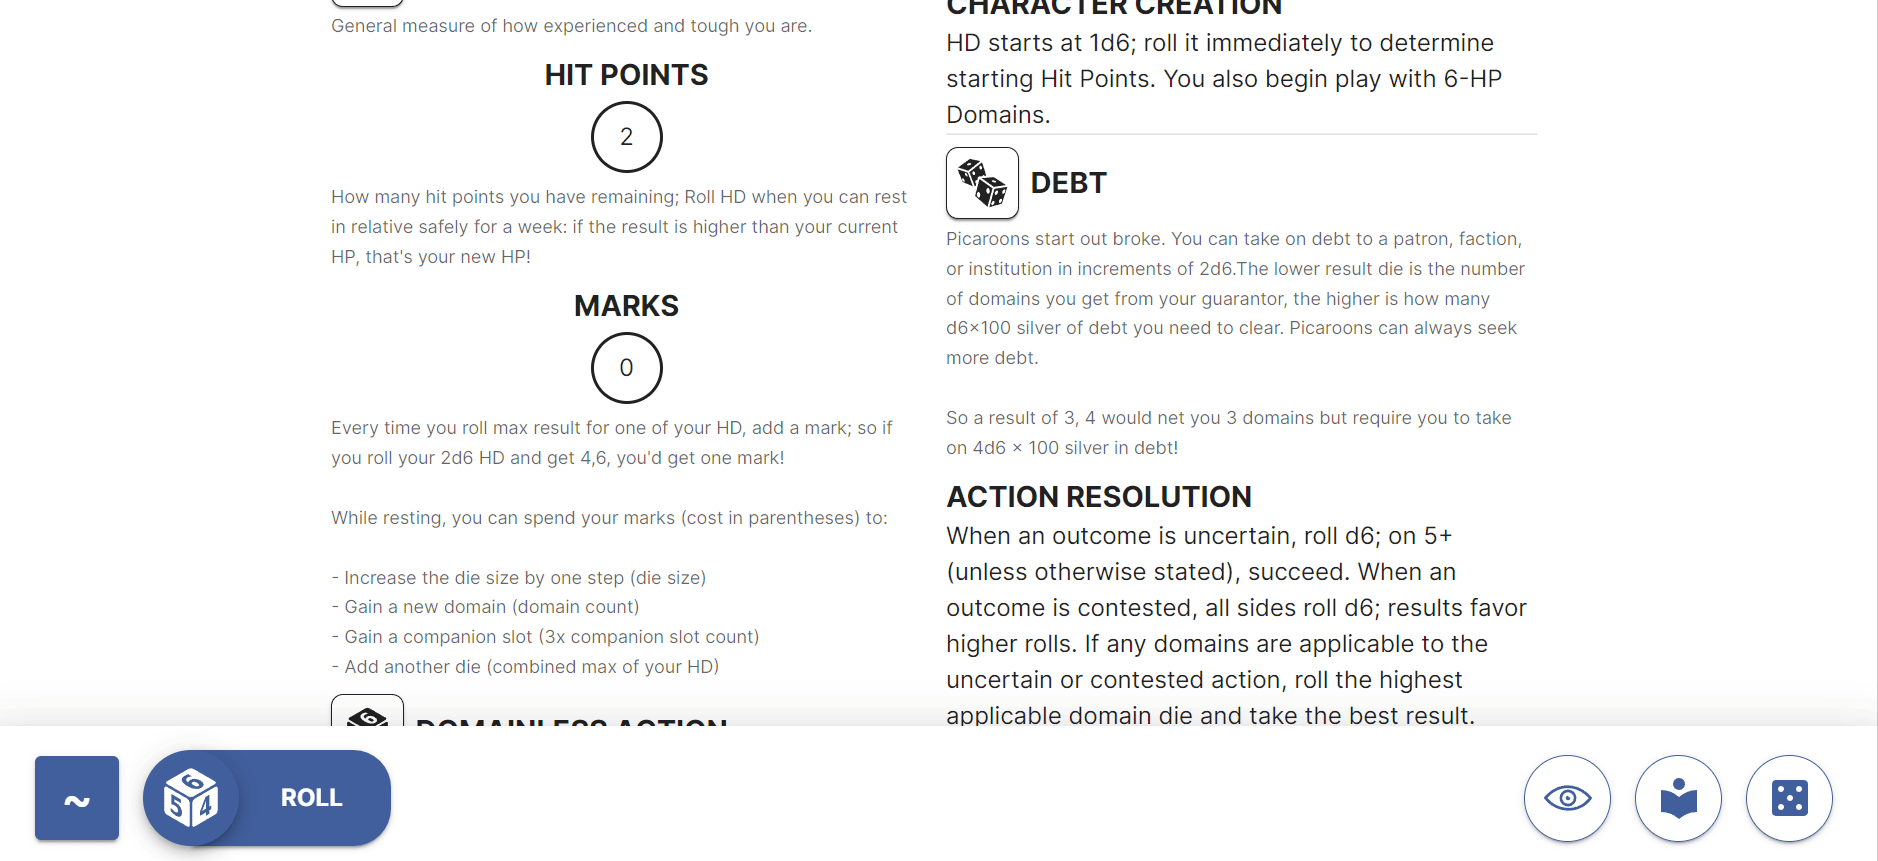 General measure of how experienced and tough you are.
HIT POINTS
2
How many hit points you have remaining; Roll HD when you can rest
in relative safely for a week: if the result is higher than your current
HP, that's your new HP!
MARKS
0
Every time you roll max result for one of your HD, add a mark; so if
you roll your 2d6 HD and get 4,6, you'd get one mark!
While resting, you can spend your marks (cost in parentheses) to:
- Increase the die size by one step (die size)
- Gain a new domain (domain count)
- Gain a companion slot (3x companion slot count)
- Add another die (combined max of your HD)
6
DOMAINLESS ACTION
CHARACTER CREATION
HD starts at 1d6; roll it immediately to determine
starting Hit Points. You also begin play with 6-HP
Domains.
DEBT
Picaroons start out broke. You can take on debt to a patron, faction,
or institution in increments of 2d6.The lower result die is the number
of domains you get from your guarantor, the higher is how many
d6×100 silver of debt you need to clear. Picaroons can always seek
more debt.
So a result of 3, 4 would net you 3 domains but require you to take
on 4d6 × 100 silver in debt!
ACTION RESOLUTION
When an outcome is uncertain, roll d6; on 5+
(unless otherwise stated), succeed. When an
outcome is contested, all sides roll d6; results favor
higher rolls. If any domains are applicable to the
uncertain or contested action, roll the highest
applicable domain die and take the best result.
~
6
5 4
ROLL